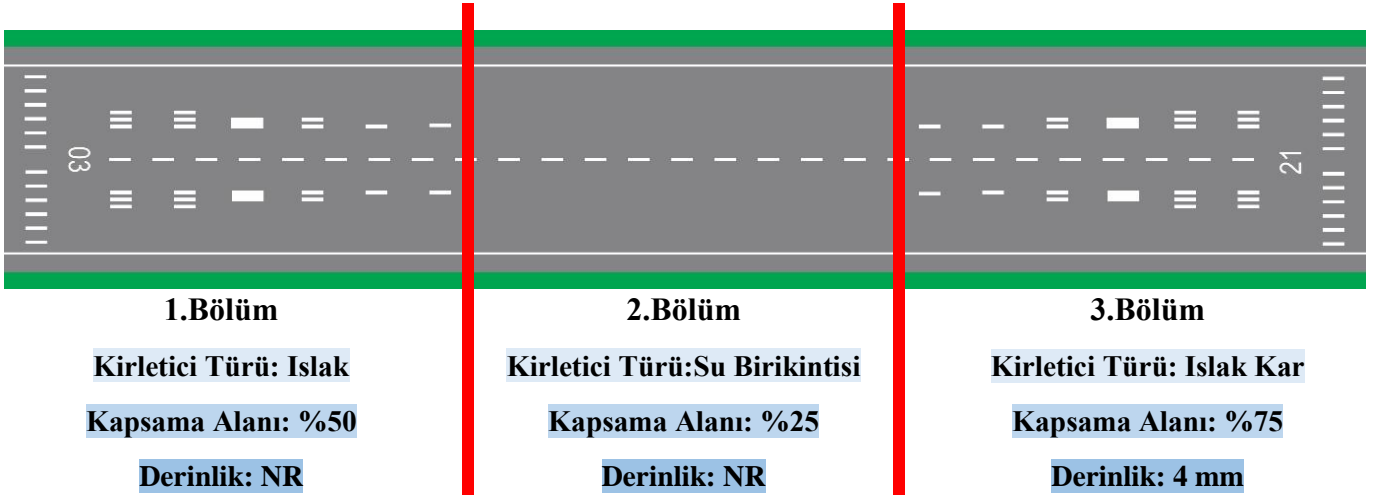 03
21
1.Bölüm
Kirletici Türü: Islak
Kapsama Alanı: %50
Derinlik: NR
2.Bölüm
Kirletici Türü:Su Birikintisi
Kapsama Alanı: %25
Derinlik: NR
3.Bölüm
Kirletici Türü: Islak Kar
Kapsama Alanı: %75
Derinlik: 4 mm